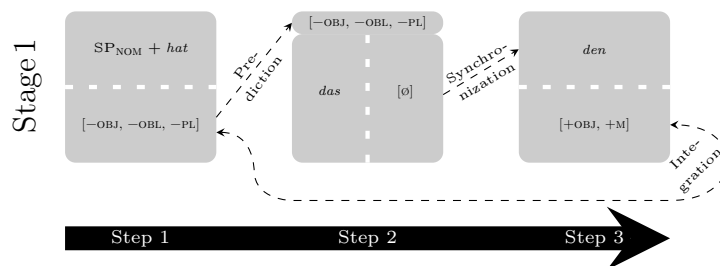 Stage 1
SP_NOM + hat
[−OBJ, −OBL, −PL]
Pre-
diction
[−OBJ, −OBL, −PL]
das
[ø]
Synchro-
nization
den
[+OBJ, +M]
Inte-
gration
Step 1
Step 2
Step 3